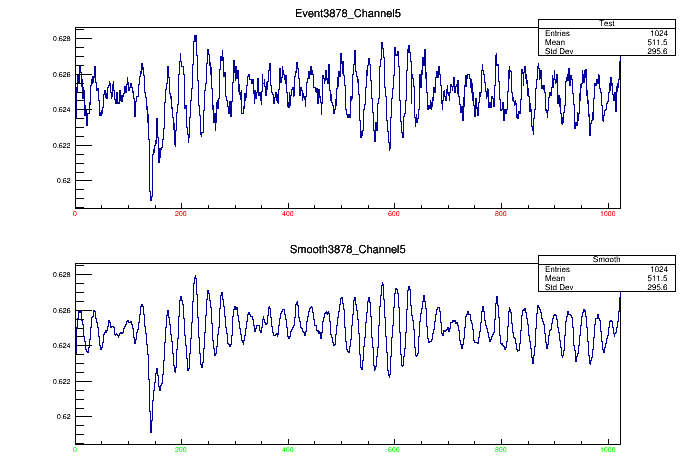 Event3878_Channel5
Test
Entries 1024
Mean 511.5
Std Dev 295.6
0.628
0.626
0.624
0.622
0.62
0 200 400 600 800 1000
Smooth3878_Channel5
Smooth
Entries 1024
Mean 511.5
Std Dev 295.6
0.628
0.626
0.624
0.622
0.62
0 200 400 600 800 1000